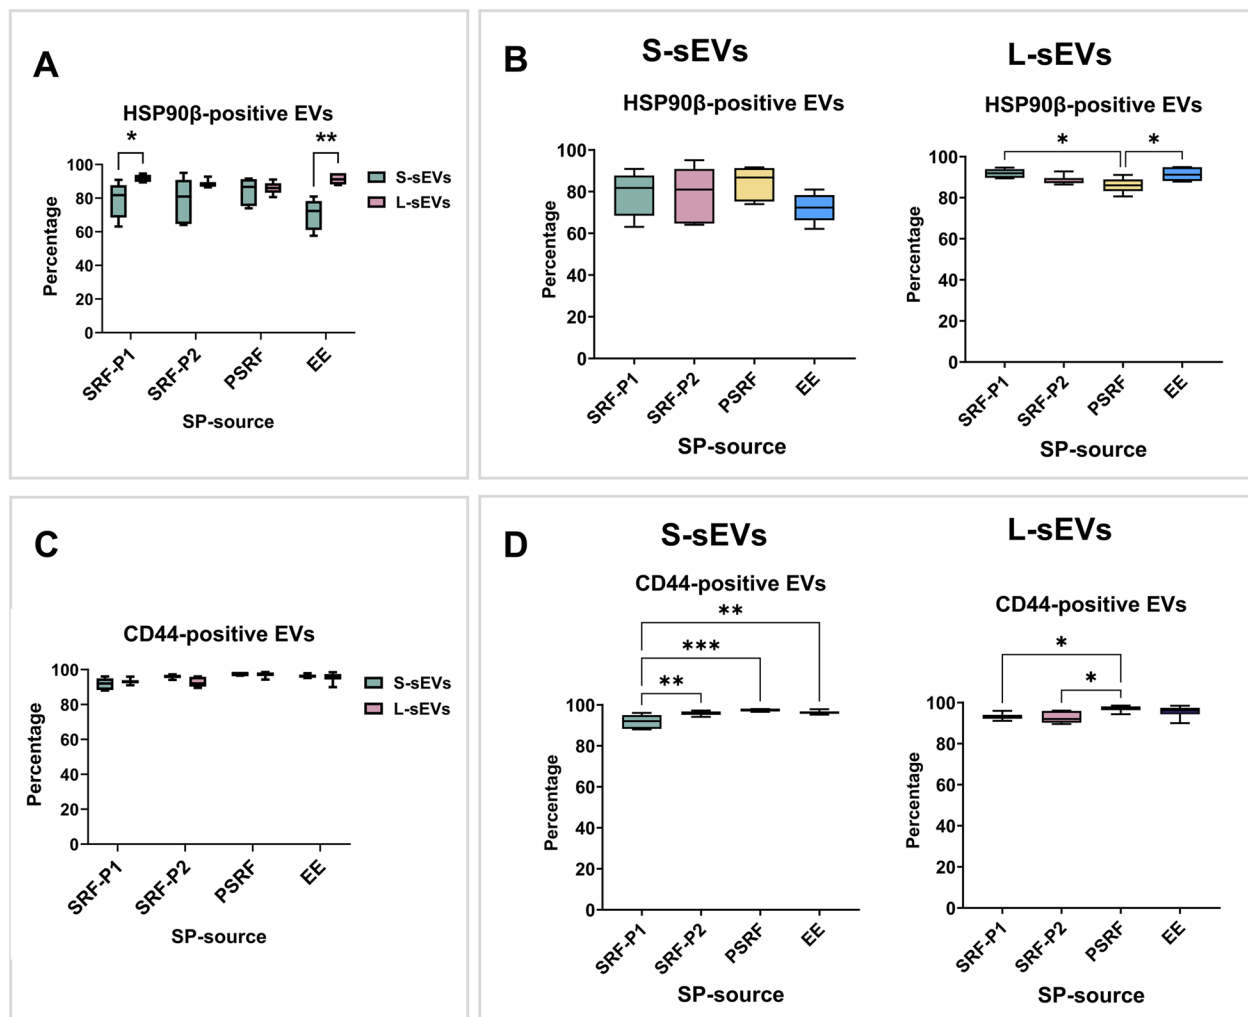 A
HSP90β-positive EVs
*
**
100
80
60
40
20
0
Percentage
SRF-P1
SRF-P2
PSRF
EE
SP-source
S-sEVs
L-sEVs
B
S-sEVs
HSP90β-positive EVs
100
80
60
40
20
0
Percentage
SRF-P1
SRF-P2
PSRF
EE
SP-source
L-sEVs
HSP90β-positive EVs
*
*
100
80
60
40
20
0
Percentage
SRF-P1
SRF-P2
PSRF
EE
SP-source
C
CD44-positive EVs
100
80
60
40
20
0
Percentage
SRF-P1
SRF-P2
PSRF
EE
SP-source
S-sEVs
L-sEVs
D
S-sEVs
CD44-positive EVs
**
***
**
100
80
60
40
20
0
Percentage
SRF-P1
SRF-P2
PSRF
EE
SP-source
L-sEVs
CD44-positive EVs
*
*
100
80
60
40
20
0
Percentage
SRF-P1
SRF-P2
PSRF
EE
SP-source